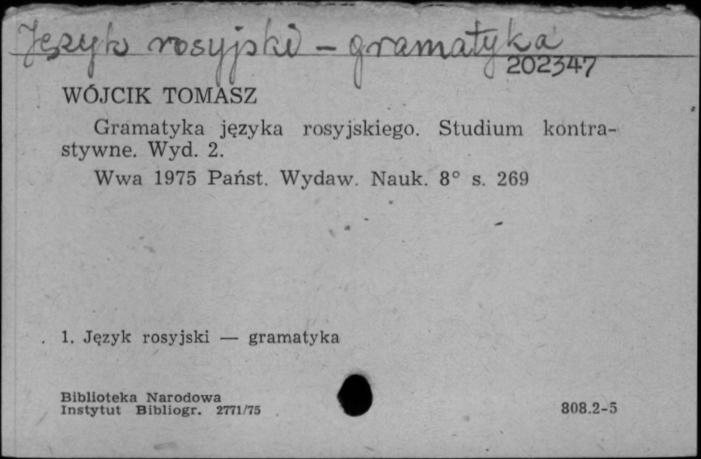 Język rosyjski – gramatyka
202347
WÓJCIK TOMASZ
Gramatyka języka rosyjskiego. Studium kontra-
stywne. Wyd. 2.
Wwa 1975 Państ. Wydaw. Nauk. 8° s. 269
1. Język rosyjski — gramatyka
Biblioteka Narodowa
Instytut Bibliogr. 2771/75
808.2-5